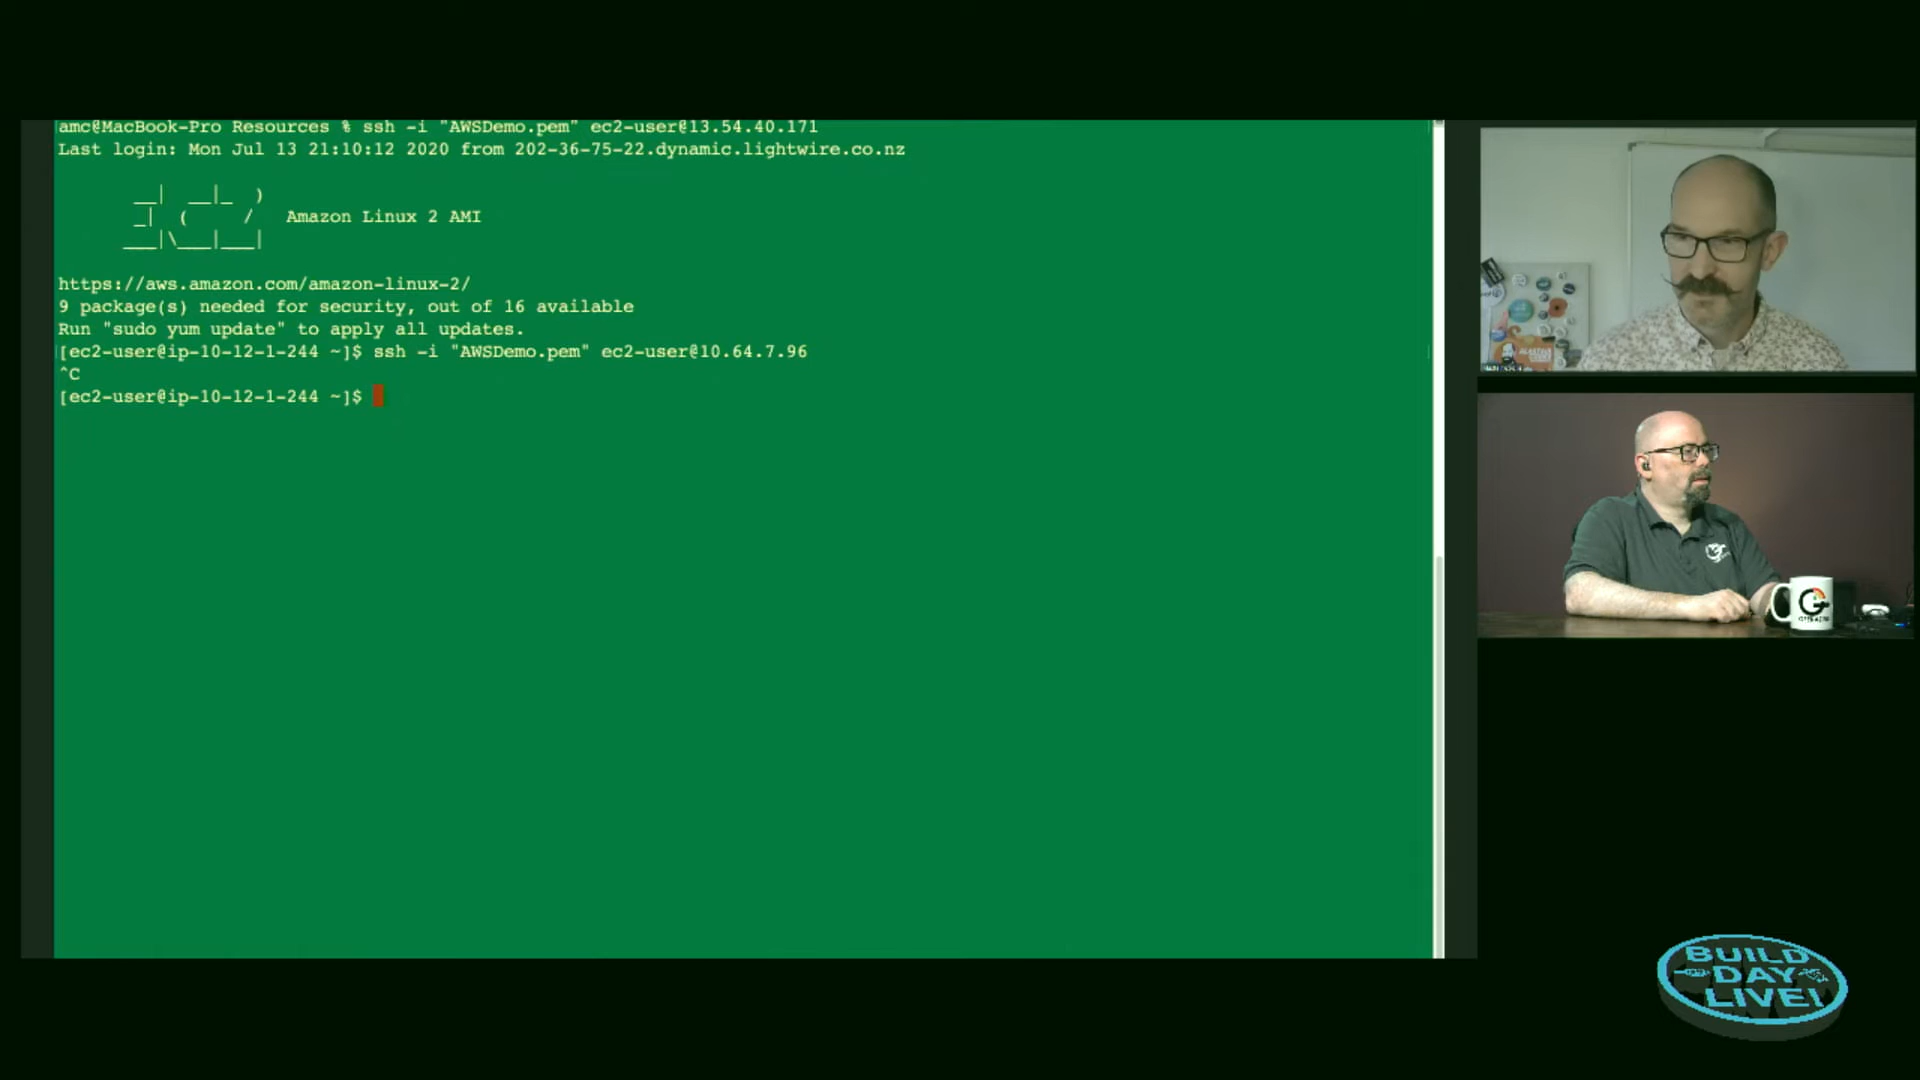 amc@MacBook-Pro Resources % ssh -i "AWSDemo.pem" ec2-user@13.54.40.171
Last login: Mon Jul 13 21:10:12 2020 from 202-36-75-22.dynamic.lightwire.co.nz
__|  __|_  )
_|  (     /   Amazon Linux 2 AMI
___|\___|___|
https://aws.amazon.com/amazon-linux-2/
9 package(s) needed for security, out of 16 available
Run "sudo yum update" to apply all updates.
[ec2-user@ip-10-12-1-244 ~]$ ssh -i "AWSDemo.pem" ec2-user@10.64.7.96
^C
[ec2-user@ip-10-12-1-244 ~]$
BUILD
DAY
LIVE!